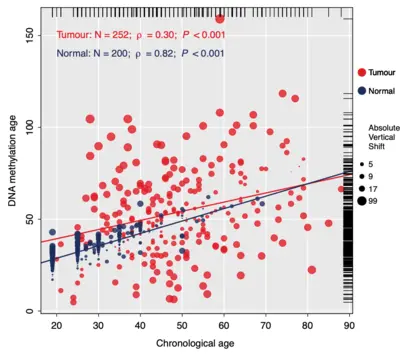 Tumour: N = 252; ρ = 0.30; P < 0.001
Normal: N = 200; ρ = 0.82; P < 0.001
DNA methylation age
0
50
100
150
20
30
40
50
60
70
80
90
Chronological age
Tumour
Normal
Absolute
Vertical
Shift
5
9
17
99